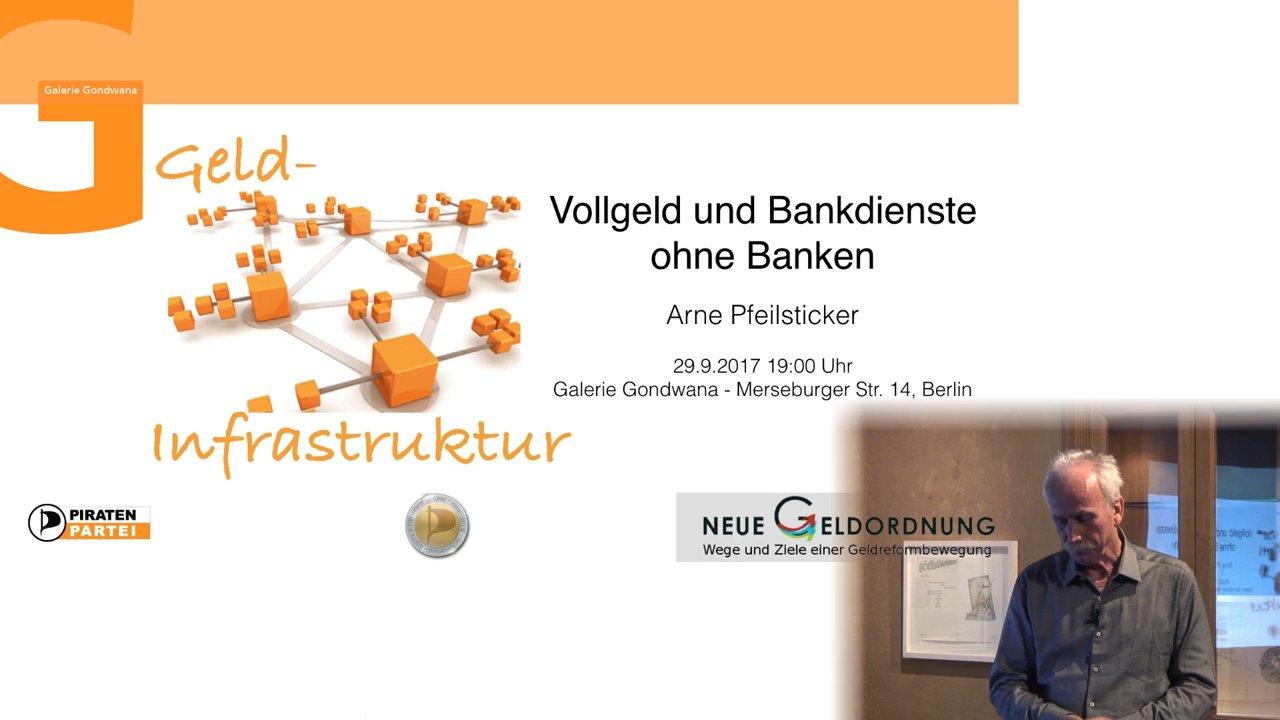 Galerie Gondwana
Geld-
Infrastruktur
Vollgeld und Bankdienste
ohne Banken
Arne Pfeilsticker
29.9.2017 19:00 Uhr
Galerie Gondwana - Merseburger Str. 14, Berlin
PIRATEN
PARTEI
NEUE GELDORDNUNG
Wege und Ziele einer Geldreformbewegung